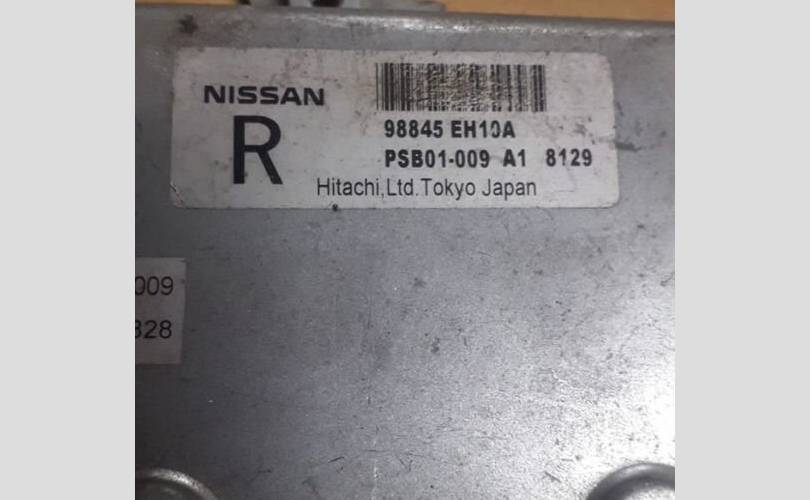 NISSAN
R
98845 EH10A
PSB01-009 A1 8129
Hitachi,Ltd.Tokyo Japan
009
328